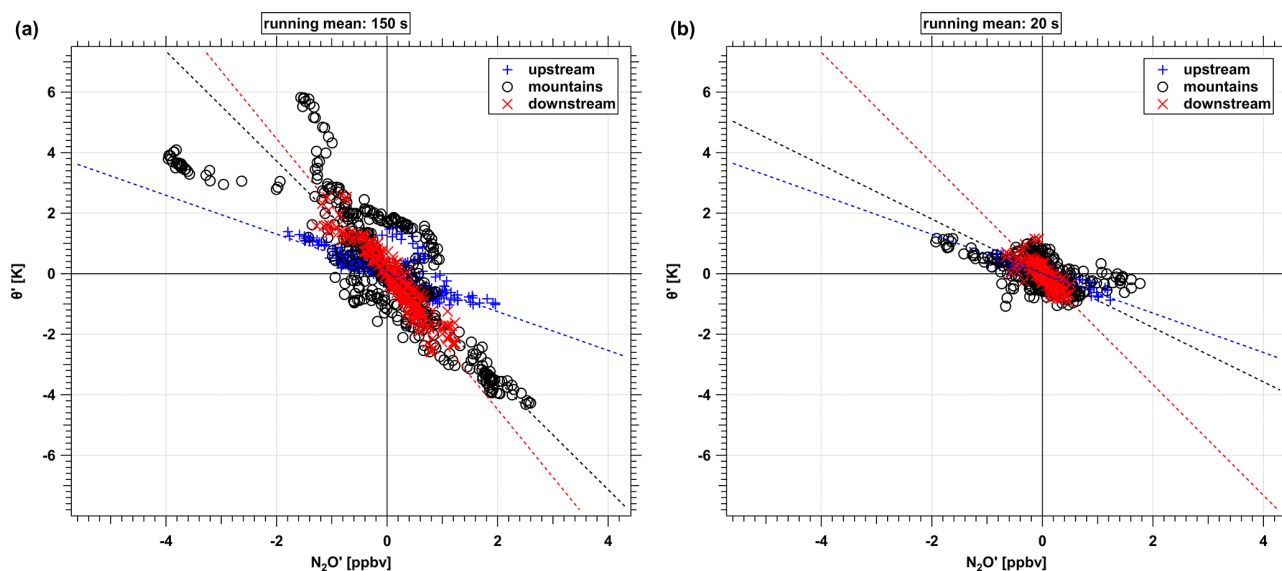 (a)
running mean: 150 s
upstream
mountains
downstream
6
4
2
0
-2
-4
-6
θ' [K]
-4
-2
0
2
4
N₂O' [ppbv]
(b)
running mean: 20 s
upstream
mountains
downstream
6
4
2
0
-2
-4
-6
θ' [K]
-4
-2
0
2
4
N₂O' [ppbv]